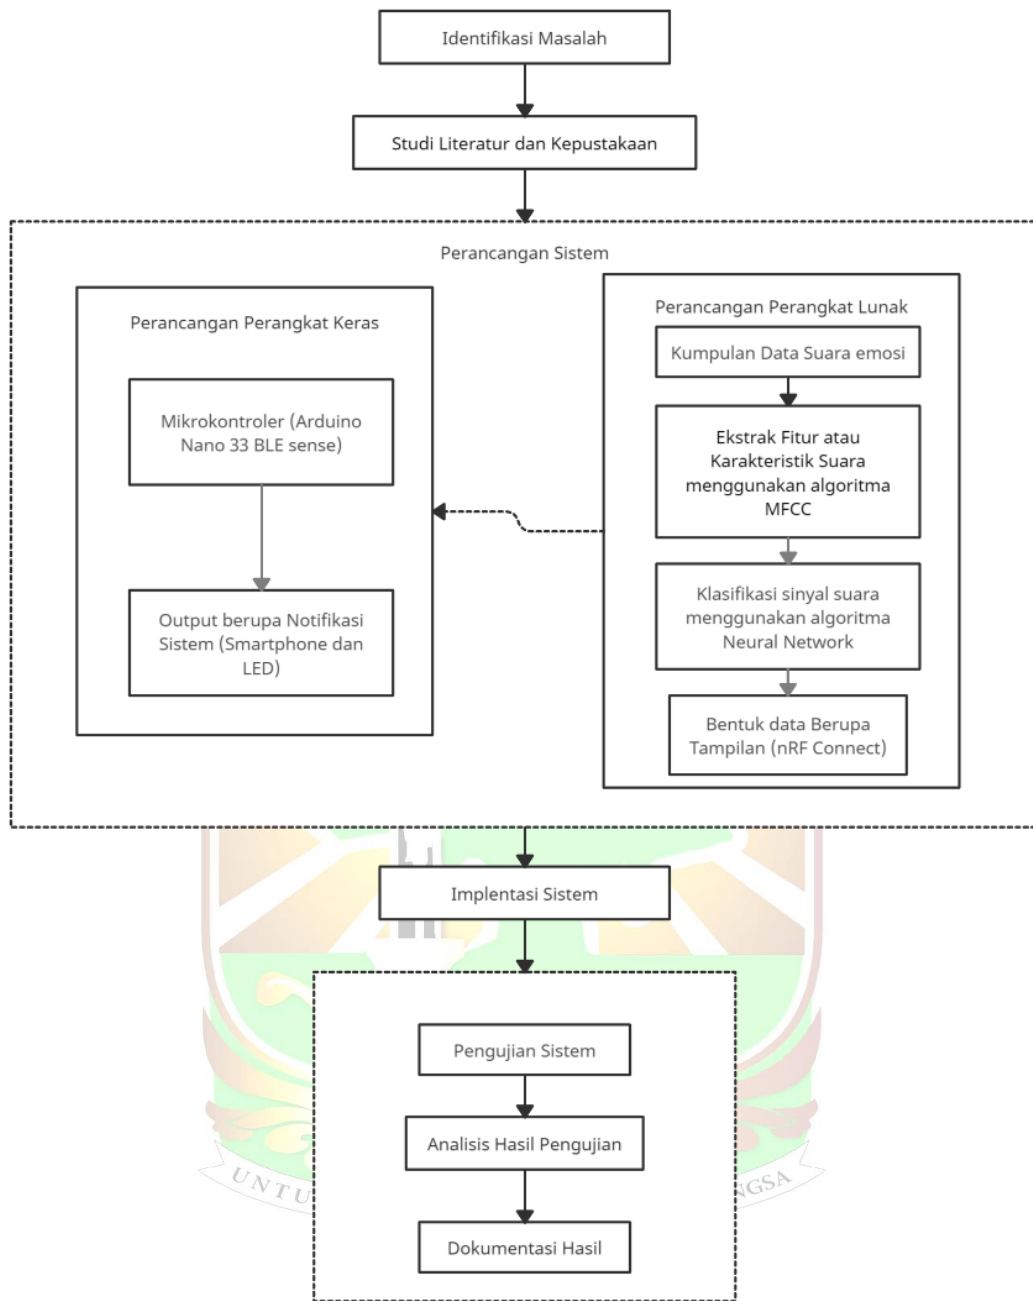 Identifikasi Masalah
Studi Literatur dan Kepustakaan
Perancangan Sistem
Perancangan Perangkat Keras
Mikrokontroler (Arduino
Nano 33 BLE sense)
Output berupa Notifikasi
Sistem (Smartphone dan
LED)
Perancangan Perangkat Lunak
Kumpulan Data Suara emosi
Ekstrak Fitur atau
Karakteristik Suara
menggunakan algoritma
MFCC
Klasifikasi sinyal suara
menggunakan algoritma
Neural Network
Bentuk data Berupa
Tampilan (nRF Connect)
Implentasi Sistem
Pengujian Sistem
Analisis Hasil Pengujian
Dokumentasi Hasil